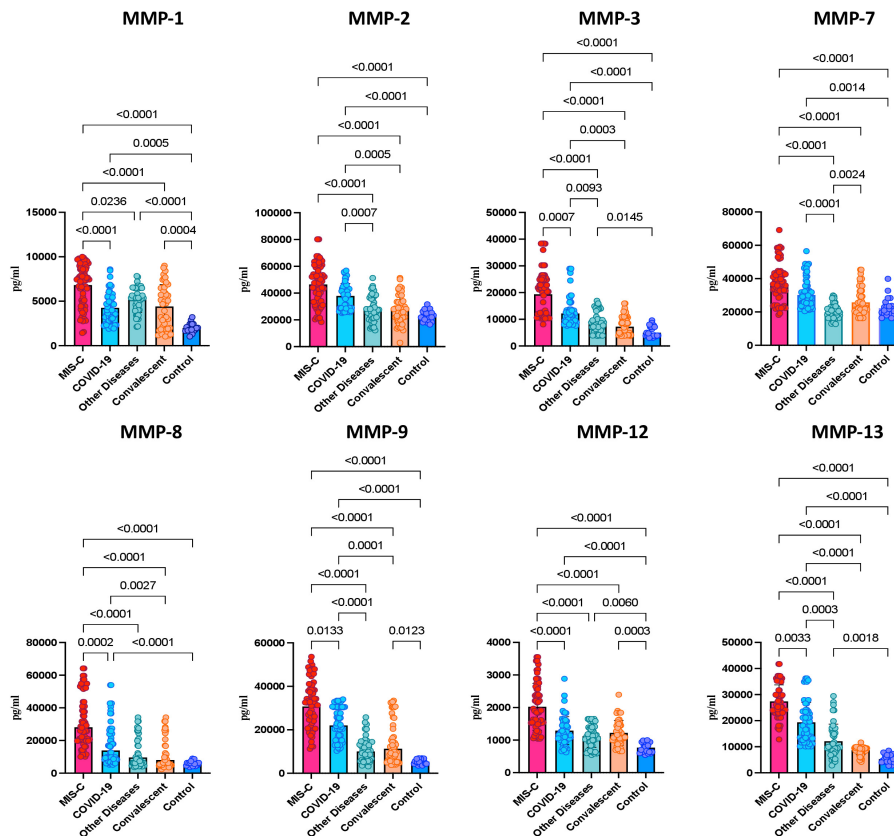 MMP-1
<0.0001
0.0005
<0.0001
0.0236
<0.0001
<0.0001
0.0004
15000
10000
5000
0
pg/ml
MIS-C
COVID-19
Other Diseases
Convalescent
Control
MMP-2
<0.0001
<0.0001
<0.0001
0.0005
<0.0001
0.0007
100000
80000
60000
40000
20000
0
pg/ml
MIS-C
COVID-19
Other Diseases
Convalescent
Control
MMP-3
<0.0001
<0.0001
<0.0001
0.0003
<0.0001
0.0093
0.0007
0.0145
50000
40000
30000
20000
10000
0
pg/ml
MIS-C
COVID-19
Other Diseases
Convalescent
Control
MMP-7
<0.0001
0.0014
<0.0001
<0.0001
0.0024
<0.0001
80000
60000
40000
20000
0
pg/ml
MIS-C
COVID-19
Other Diseases
Convalescent
Control
MMP-8
<0.0001
<0.0001
0.0027
<0.0001
0.0002
<0.0001
80000
60000
40000
20000
0
pg/ml
MIS-C
COVID-19
Other Diseases
Convalescent
Control
MMP-9
<0.0001
<0.0001
<0.0001
0.0001
<0.0001
<0.0001
0.0133
0.0123
60000
40000
20000
0
pg/ml
MIS-C
COVID-19
Other Diseases
Convalescent
Control
MMP-12
<0.0001
<0.0001
<0.0001
<0.0001
0.0060
<0.0001
0.0003
4000
3000
2000
1000
0
pg/ml
MIS-C
COVID-19
Other Diseases
Convalescent
Control
MMP-13
<0.0001
<0.0001
<0.0001
<0.0001
<0.0001
0.0003
0.0033
0.0018
50000
40000
30000
20000
10000
0
pg/ml
MIS-C
COVID-19
Other Diseases
Convalescent
Control